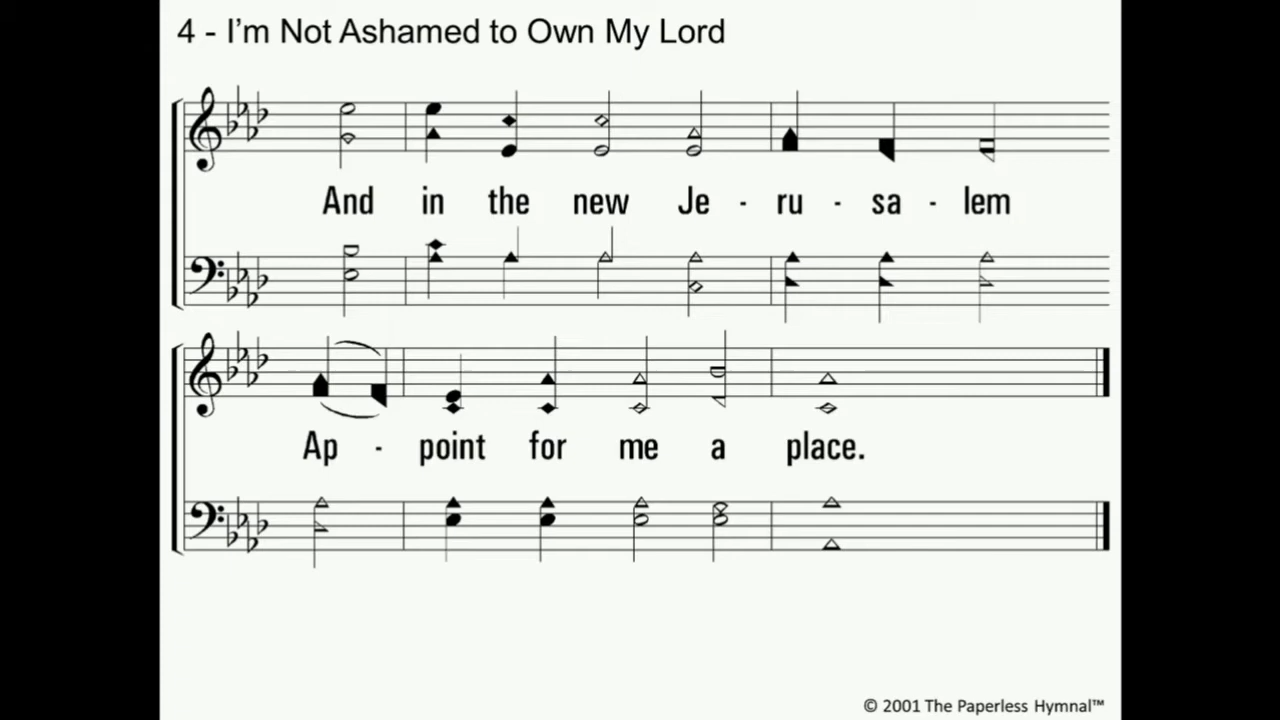 4 - I'm Not Ashamed to Own My Lord
And in the new Je - ru - sa - lem
Ap - point for me a place.
© 2001 The Paperless Hymnal™